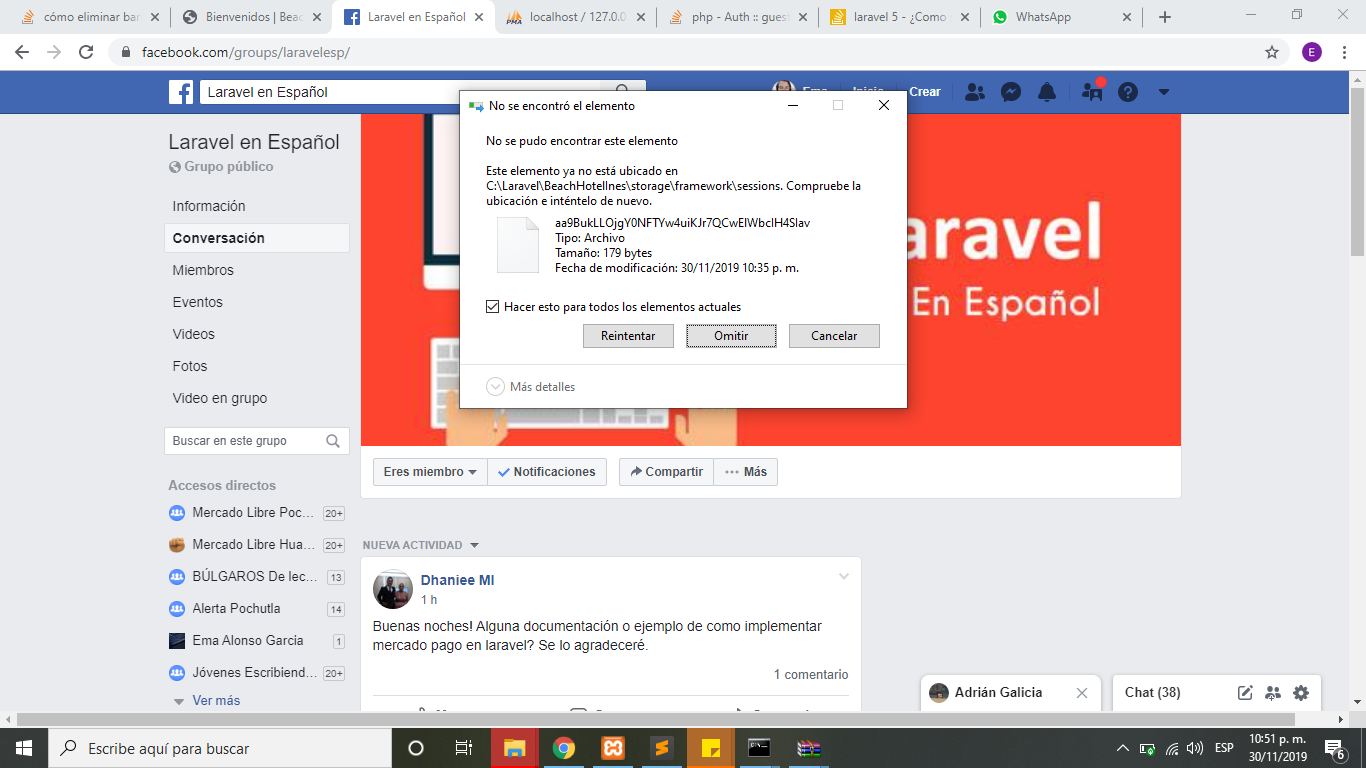 cómo eliminar bar
Bienvenidos | Beac
Laravel en Español
localhost / 127.0.0
php - Auth :: gues
laravel 5 - ¿Como
WhatsApp
facebook.com/groups/laravelesp/
E
Laravel en Español
Ema
Inicio
Crear
No se encontró el elemento
No se pudo encontrar este elemento
Este elemento ya no está ubicado en
C:\Laravel\BeachHotelInes\storage\framework\sessions. Compruebe la
ubicación e inténtelo de nuevo.
aa9BukLLOjgY0NFTYw4uiKJr7QCwEIWbclH4Slav
Tipo: Archivo
Tamaño: 179 bytes
Fecha de modificación: 30/11/2019 10:35 p. m.
Hacer esto para todos los elementos actuales
Reintentar
Omitir
Cancelar
Más detalles
Laravel en Español
Grupo público
Información
Conversación
Miembros
Eventos
Videos
Fotos
Video en grupo
Buscar en este grupo
Accesos directos
Mercado Libre Poc... 20+
Mercado Libre Hua... 20+
BÚLGAROS De lec... 13
Alerta Pochutla 14
Ema Alonso Garcia 1
Jóvenes Escribiend... 20+
Ver más
aravel
En Español
Eres miembro
Notificaciones
Compartir
Más
NUEVA ACTIVIDAD
Dhaniee Ml
1 h
Buenas noches! Alguna documentación o ejemplo de como implementar
mercado pago en laravel? Se lo agradeceré.
1 comentario
Adrián Galicia
Chat (38)
Escribe aquí para buscar
ESP
10:51 p. m.
30/11/2019
6